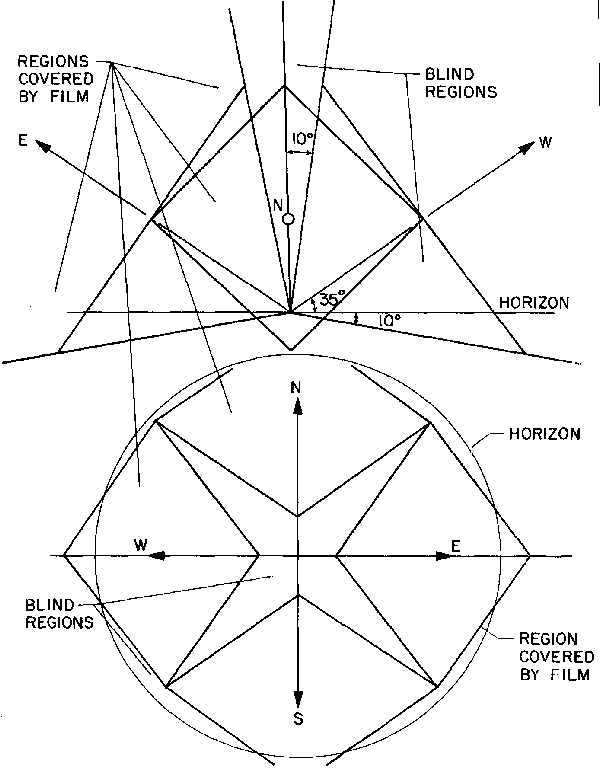 REGIONS
COVERED
BY FILM
BLIND
REGIONS
E
10°
W
N
35°
HORIZON
10°
N
HORIZON
W
E
BLIND
REGIONS
REGION
COVERED
BY FILM
S